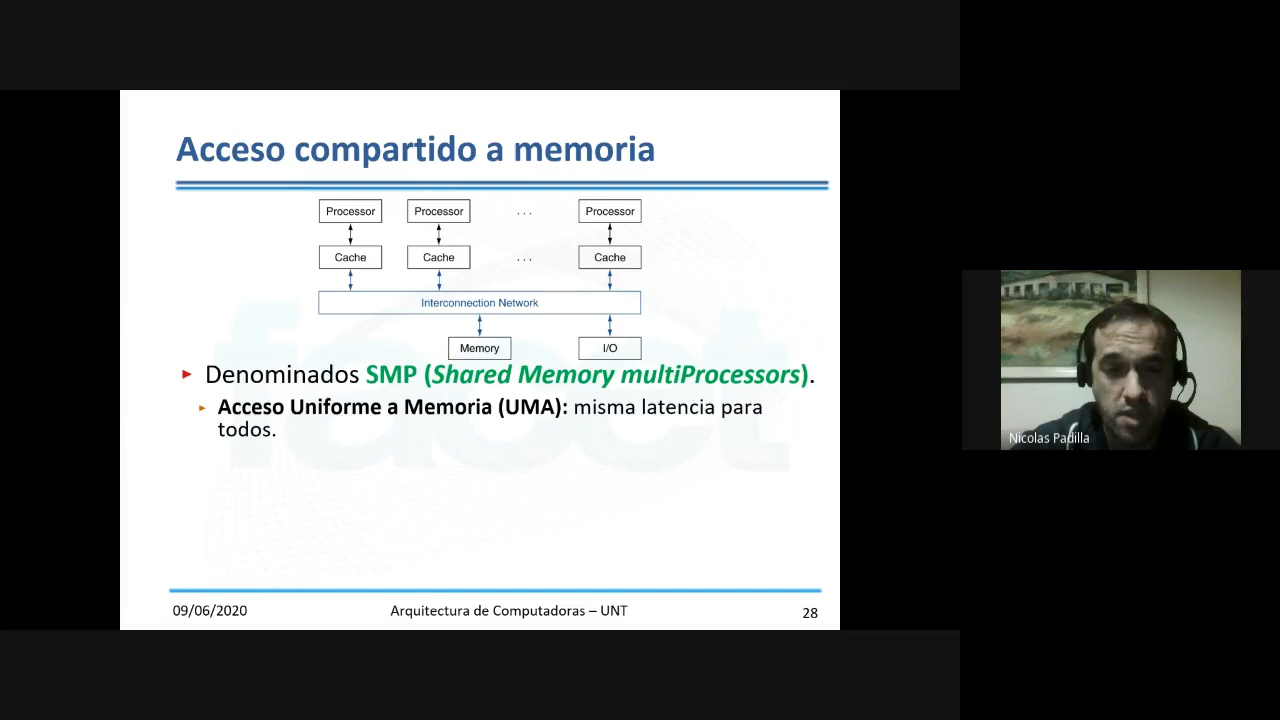 Acceso compartido a memoria
Processor Processor ... Processor
Cache Cache ... Cache
Interconnection Network
Memory I/O
Denominados SMP (Shared Memory multiProcessors).
Acceso Uniforme a Memoria (UMA): misma latencia para
todos.
09/06/2020 Arquitectura de Computadoras – UNT 28
Nicolas Padilla
faact